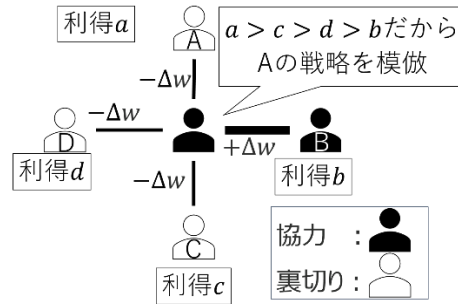 利得a
A
a > c > d > bだから
Aの戦略を模倣
−Δw
−Δw
D
B
+Δw
利得d
−Δw
利得b
C
利得c
協力 :
裏切り :